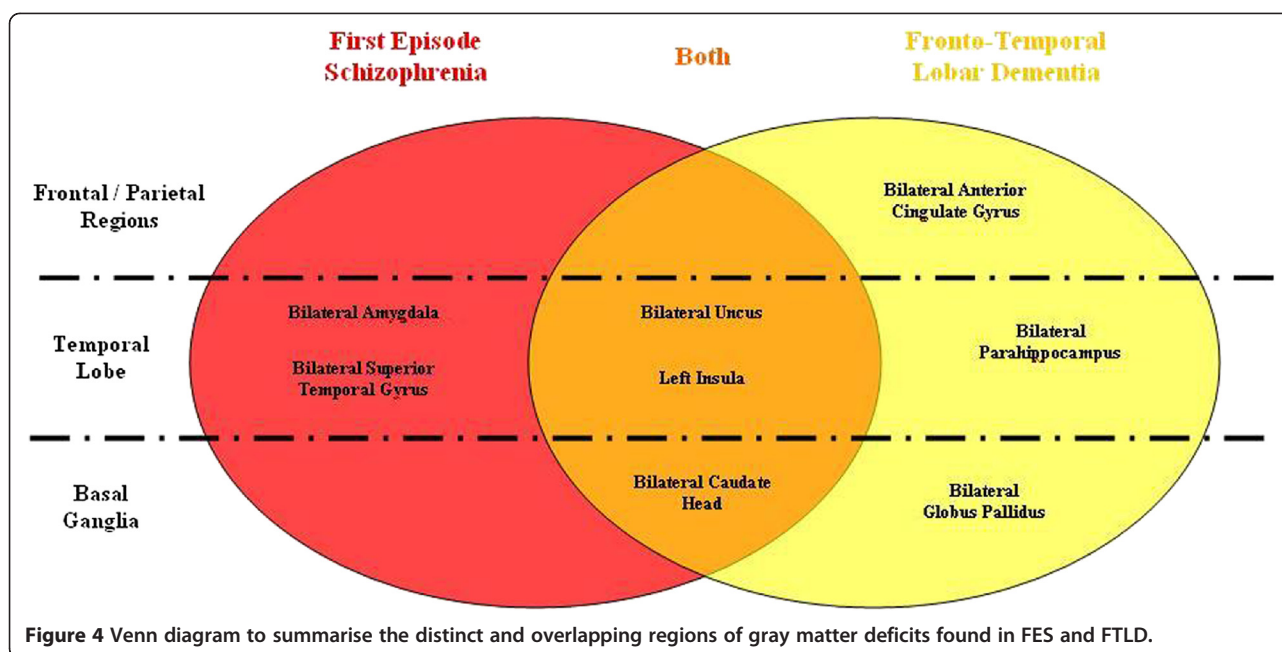 First Episode
Schizophrenia
Both
Fronto-Temporal
Lobar Dementia
Frontal / Parietal
Regions
Bilateral Anterior
Cingulate Gyrus
Temporal
Lobe
Bilateral Amygdala
Bilateral Superior
Temporal Gyrus
Bilateral Uncus
Left Insula
Bilateral
Parahippocampus
Basal
Ganglia
Bilateral Caudate
Head
Bilateral
Globus Pallidus
Figure 4 Venn diagram to summarise the distinct and overlapping regions of gray matter deficits found in FES and FTLD.